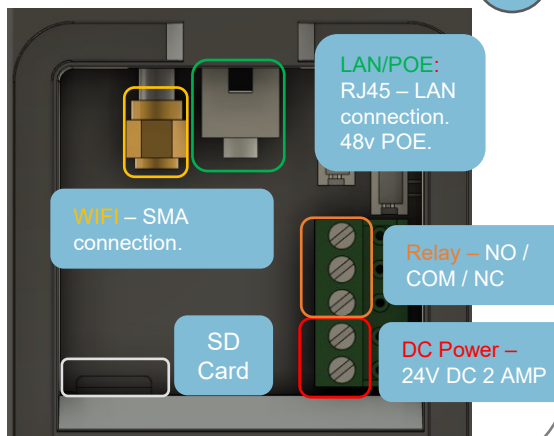 LAN/POE:
RJ45 – LAN
connection.
48v POE.
WIFI – SMA
connection.
Relay – NO /
COM / NC
SD
Card
DC Power –
24V DC 2 AMP